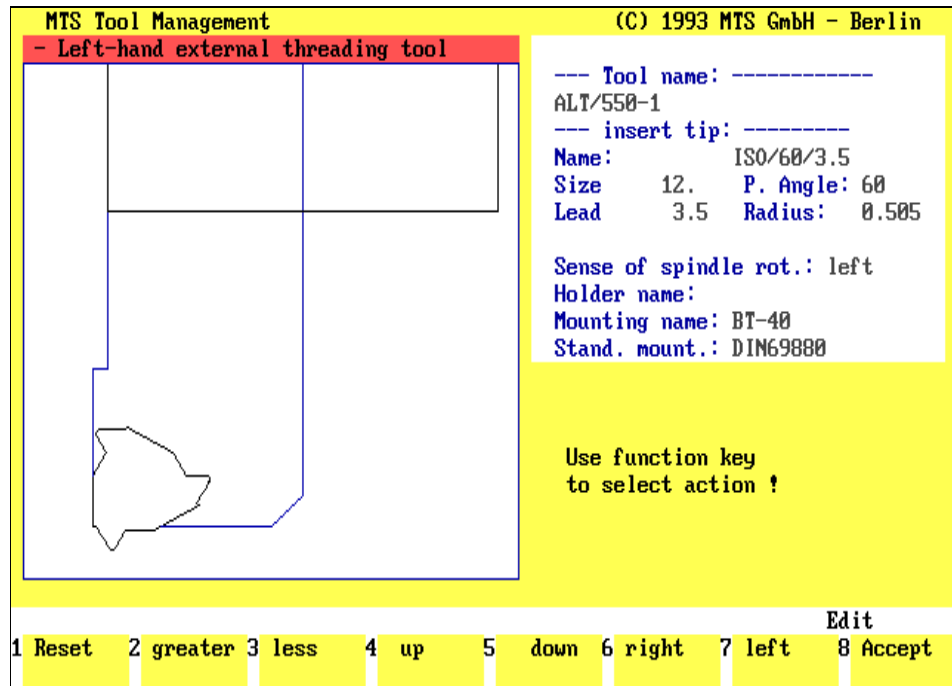 MTS Tool Management (C) 1993 MTS GmbH - Berlin
- Left-hand external threading tool
--- Tool name: ------------
ALT/550-1
--- insert tip: ---------
Name: ISO/60/3.5
Size 12. P. Angle: 60
Lead 3.5 Radius: 0.505
Sense of spindle rot.: left
Holder name:
Mounting name: BT-40
Stand. mount.: DIN69880
Use function key
to select action !
Edit
1 Reset 2 greater 3 less 4 up 5 down 6 right 7 left 8 Accept